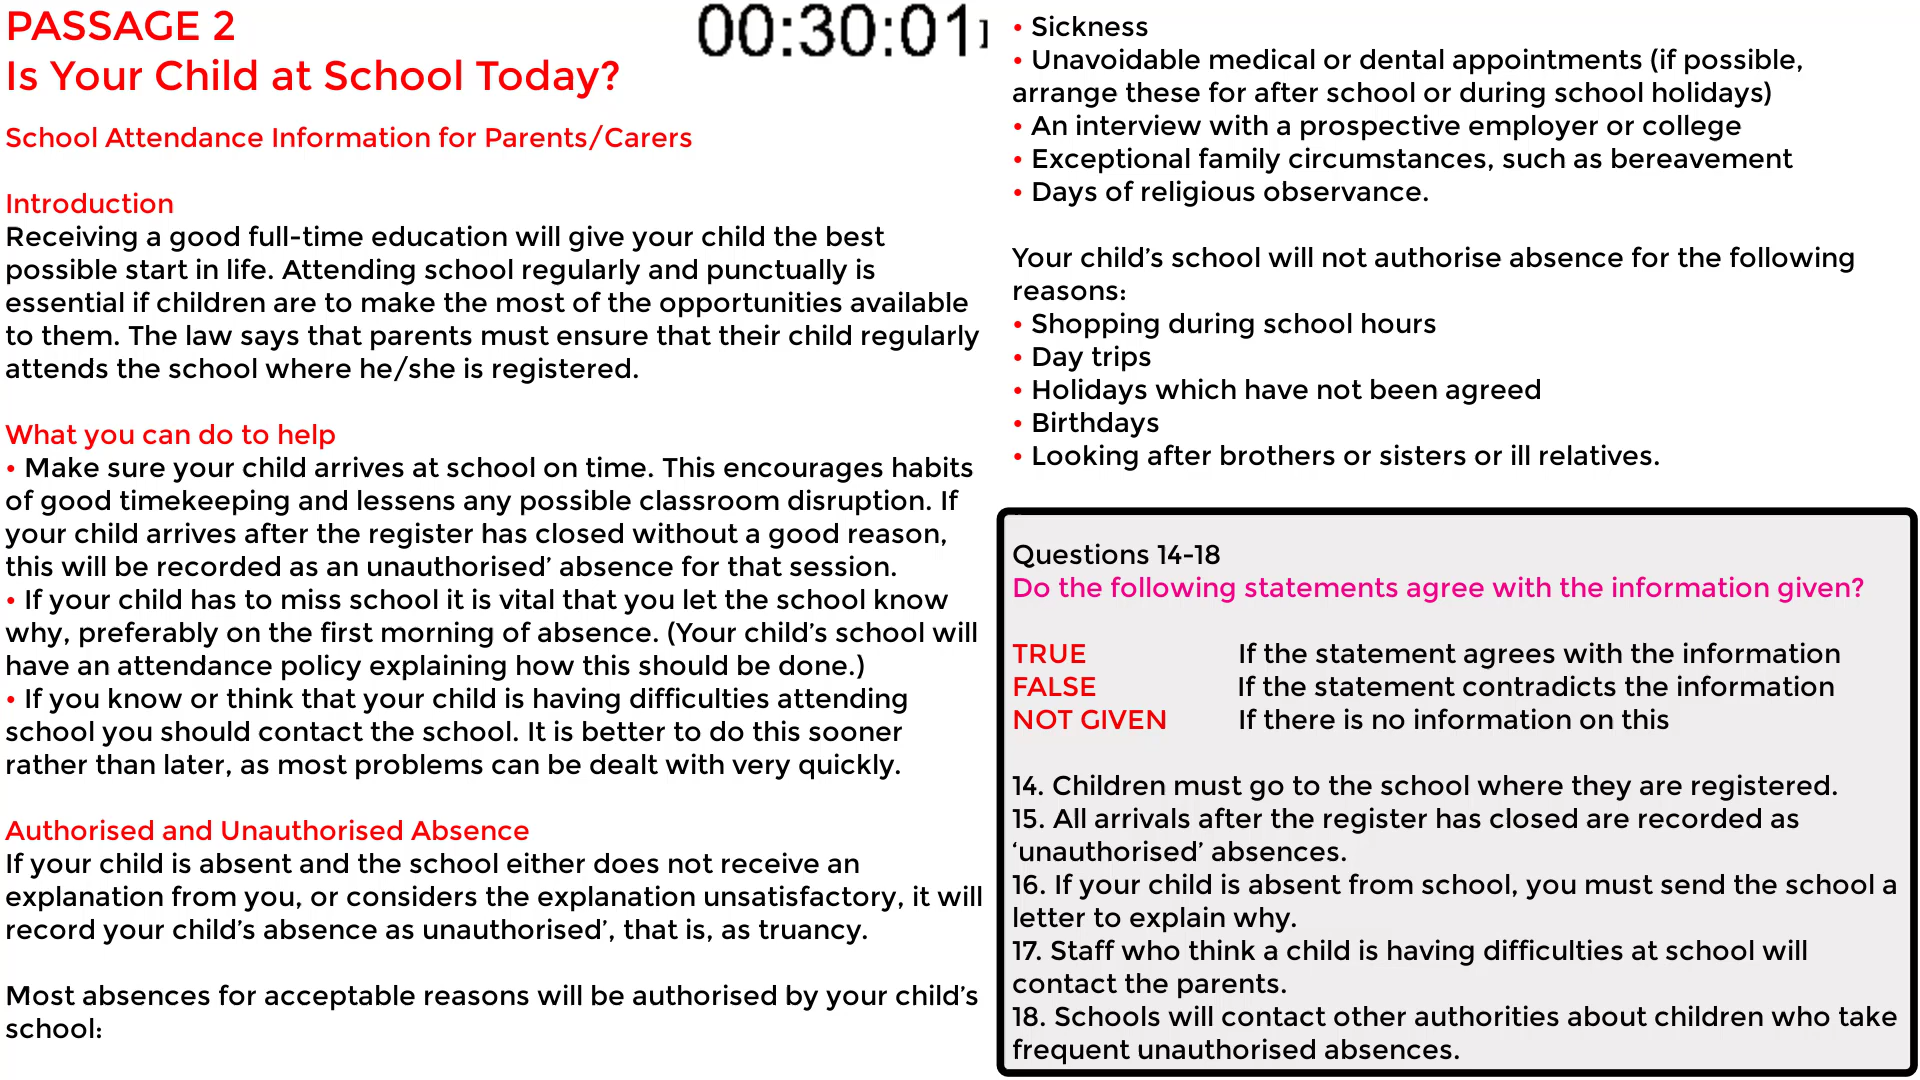 PASSAGE 2
Is Your Child at School Today?
00:30:01
School Attendance Information for Parents/Carers
Introduction
Receiving a good full-time education will give your child the best
possible start in life. Attending school regularly and punctually is
essential if children are to make the most of the opportunities available
to them. The law says that parents must ensure that their child regularly
attends the school where he/she is registered.
What you can do to help
• Make sure your child arrives at school on time. This encourages habits
of good timekeeping and lessens any possible classroom disruption. If
your child arrives after the register has closed without a good reason,
this will be recorded as an unauthorised’ absence for that session.
• If your child has to miss school it is vital that you let the school know
why, preferably on the first morning of absence. (Your child’s school will
have an attendance policy explaining how this should be done.)
• If you know or think that your child is having difficulties attending
school you should contact the school. It is better to do this sooner
rather than later, as most problems can be dealt with very quickly.
Authorised and Unauthorised Absence
If your child is absent and the school either does not receive an
explanation from you, or considers the explanation unsatisfactory, it will
record your child’s absence as unauthorised’, that is, as truancy.
Most absences for acceptable reasons will be authorised by your child’s
school:
• Sickness
• Unavoidable medical or dental appointments (if possible,
arrange these for after school or during school holidays)
• An interview with a prospective employer or college
• Exceptional family circumstances, such as bereavement
• Days of religious observance.
Your child’s school will not authorise absence for the following
reasons:
• Shopping during school hours
• Day trips
• Holidays which have not been agreed
• Birthdays
• Looking after brothers or sisters or ill relatives.
Questions 14-18
Do the following statements agree with the information given?
TRUE If the statement agrees with the information
FALSE If the statement contradicts the information
NOT GIVEN If there is no information on this
14. Children must go to the school where they are registered.
15. All arrivals after the register has closed are recorded as
‘unauthorised’ absences.
16. If your child is absent from school, you must send the school a
letter to explain why.
17. Staff who think a child is having difficulties at school will
contact the parents.
18. Schools will contact other authorities about children who take
frequent unauthorised absences.